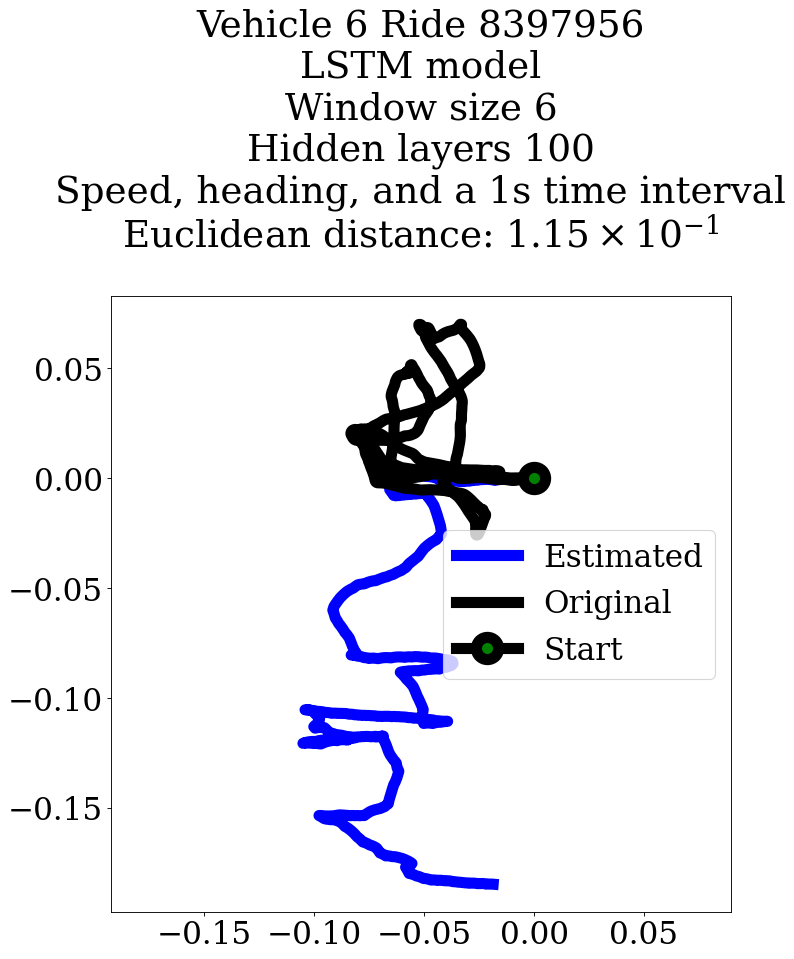 Vehicle 6 Ride 8397956
LSTM model
Window size 6
Hidden layers 100
Speed, heading, and a 1s time interval
Euclidean distance: 1.15 × 10⁻¹
0.05
0.00
−0.05
−0.10
−0.15
Estimated
Original
Start
−0.15 −0.10 −0.05 0.00 0.05